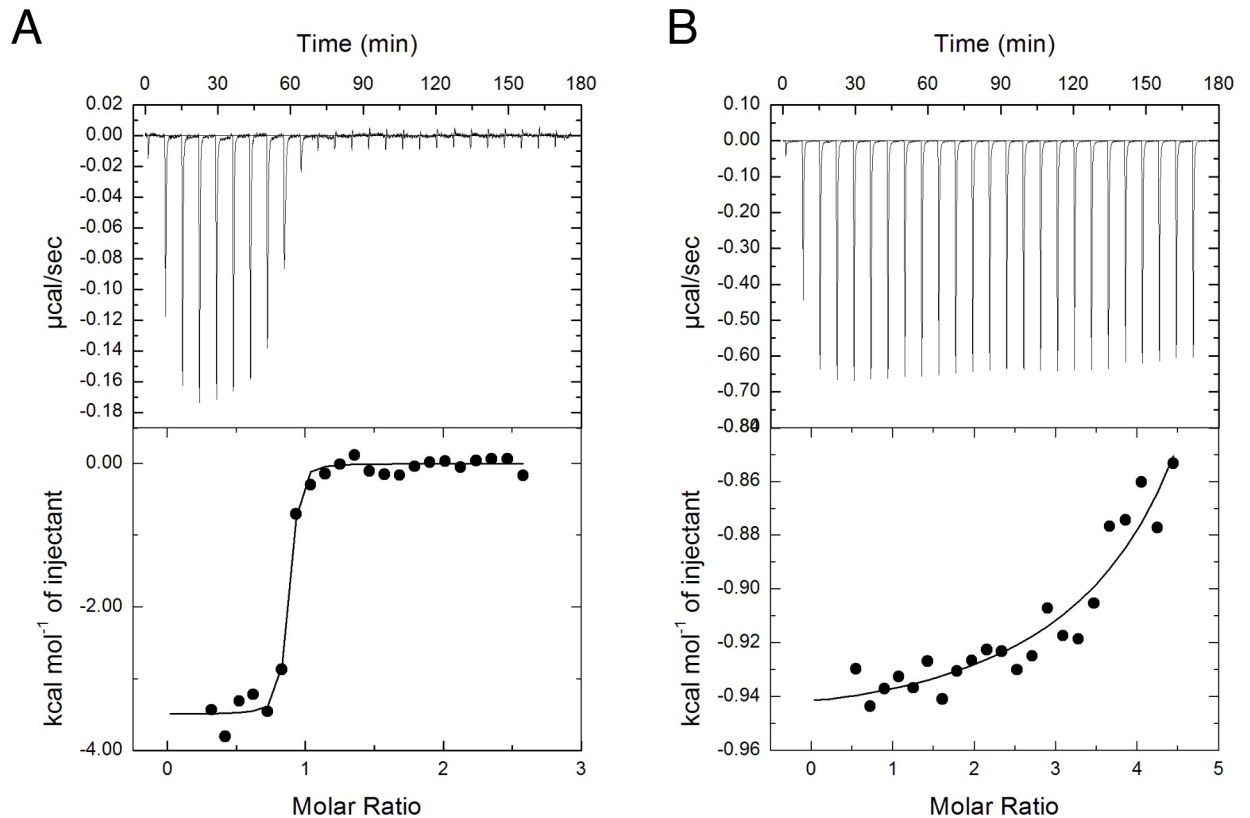 A
Time (min)
0 30 60 90 120 150 180
0.02
0.00
-0.02
-0.04
-0.06
-0.08
-0.10
-0.12
-0.14
-0.16
-0.18
µcal/sec
0.00
-2.00
-4.00
kcal mol⁻¹ of injectant
0 1 2 3
Molar Ratio
B
Time (min)
0 30 60 90 120 150 180
0.10
0.00
-0.10
-0.20
-0.30
-0.40
-0.50
-0.60
-0.70
µcal/sec
-0.86
-0.88
-0.90
-0.92
-0.94
-0.96
kcal mol⁻¹ of injectant
0 1 2 3 4 5
Molar Ratio